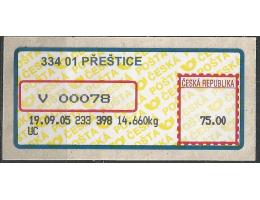 334 01 PŘEŠTICE
ČESKÁ REPUBLIKA
V 00078
75.00
19.09.05 233 398 14.660kg
UC
ČESKÁ POŠTA